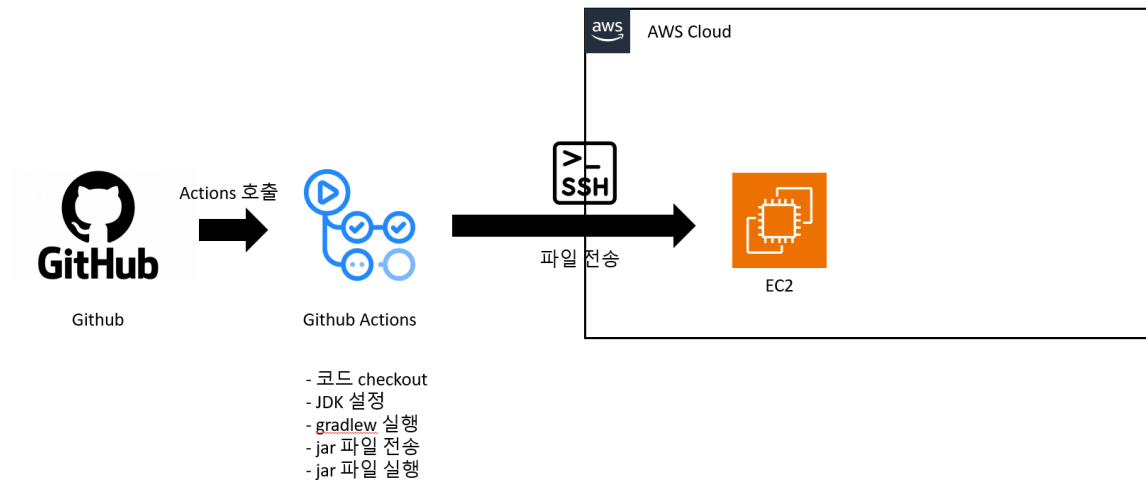 aws
AWS Cloud
>_
SSH
Actions 호출
GitHub
파일 전송
EC2
Github
Github Actions
- 코드 checkout
- JDK 설정
- gradlew 실행
- jar 파일 전송
- jar 파일 실행